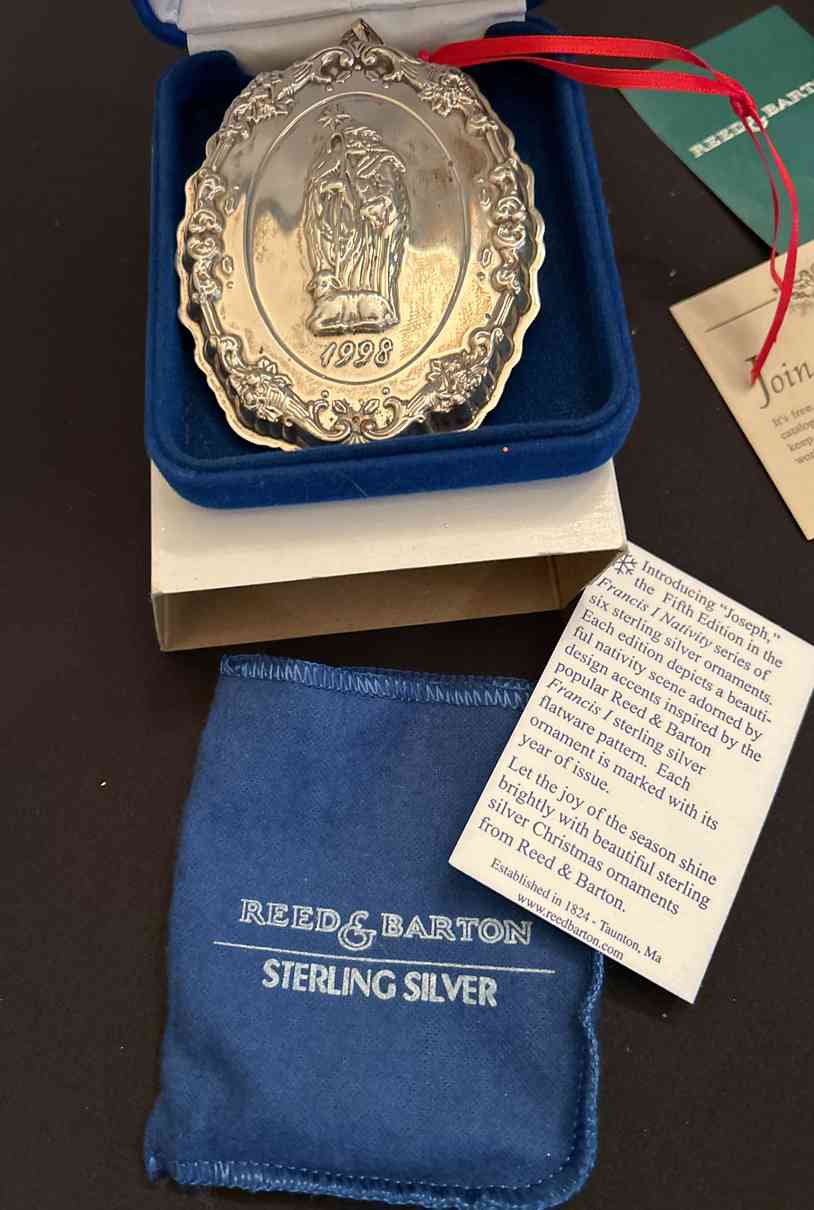 REED & BARTON
Join
It's free.
catalog
keep
1998
Introducing "Joseph,"
the Fifth Edition in the
Francis I Nativity series of
six sterling silver ornaments.
Each edition depicts a beauti-
ful nativity scene adorned by
design accents inspired by the
popular Reed & Barton
Francis I sterling silver
flatware pattern. Each
ornament is marked with its
year of issue.
Let the joy of the season shine
brightly with beautiful sterling
silver Christmas ornaments
from Reed & Barton.
Established in 1824 - Taunton, Ma
www.reedbarton.com
REED & BARTON
STERLING SILVER